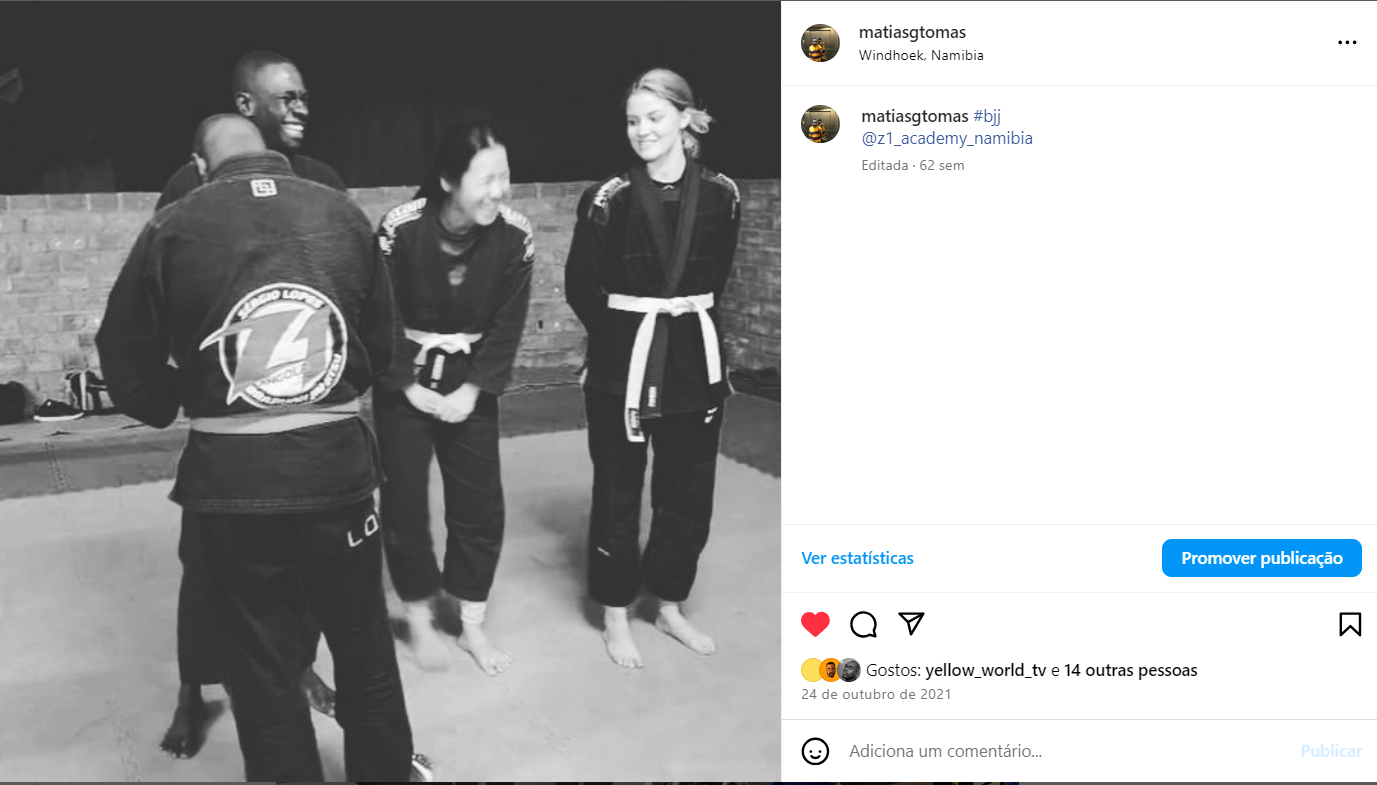 matiasgtomas
Windhoek, Namibia
matiasgtomas #bjj
@z1_academy_namibia
Editada · 62 sem
SÉRGIO LOPES
ANGOLA
LO
Ver estatísticas
Promover publicação
Gostos: yellow_world_tv e 14 outras pessoas
24 de outubro de 2021
Adiciona um comentário...
Publicar